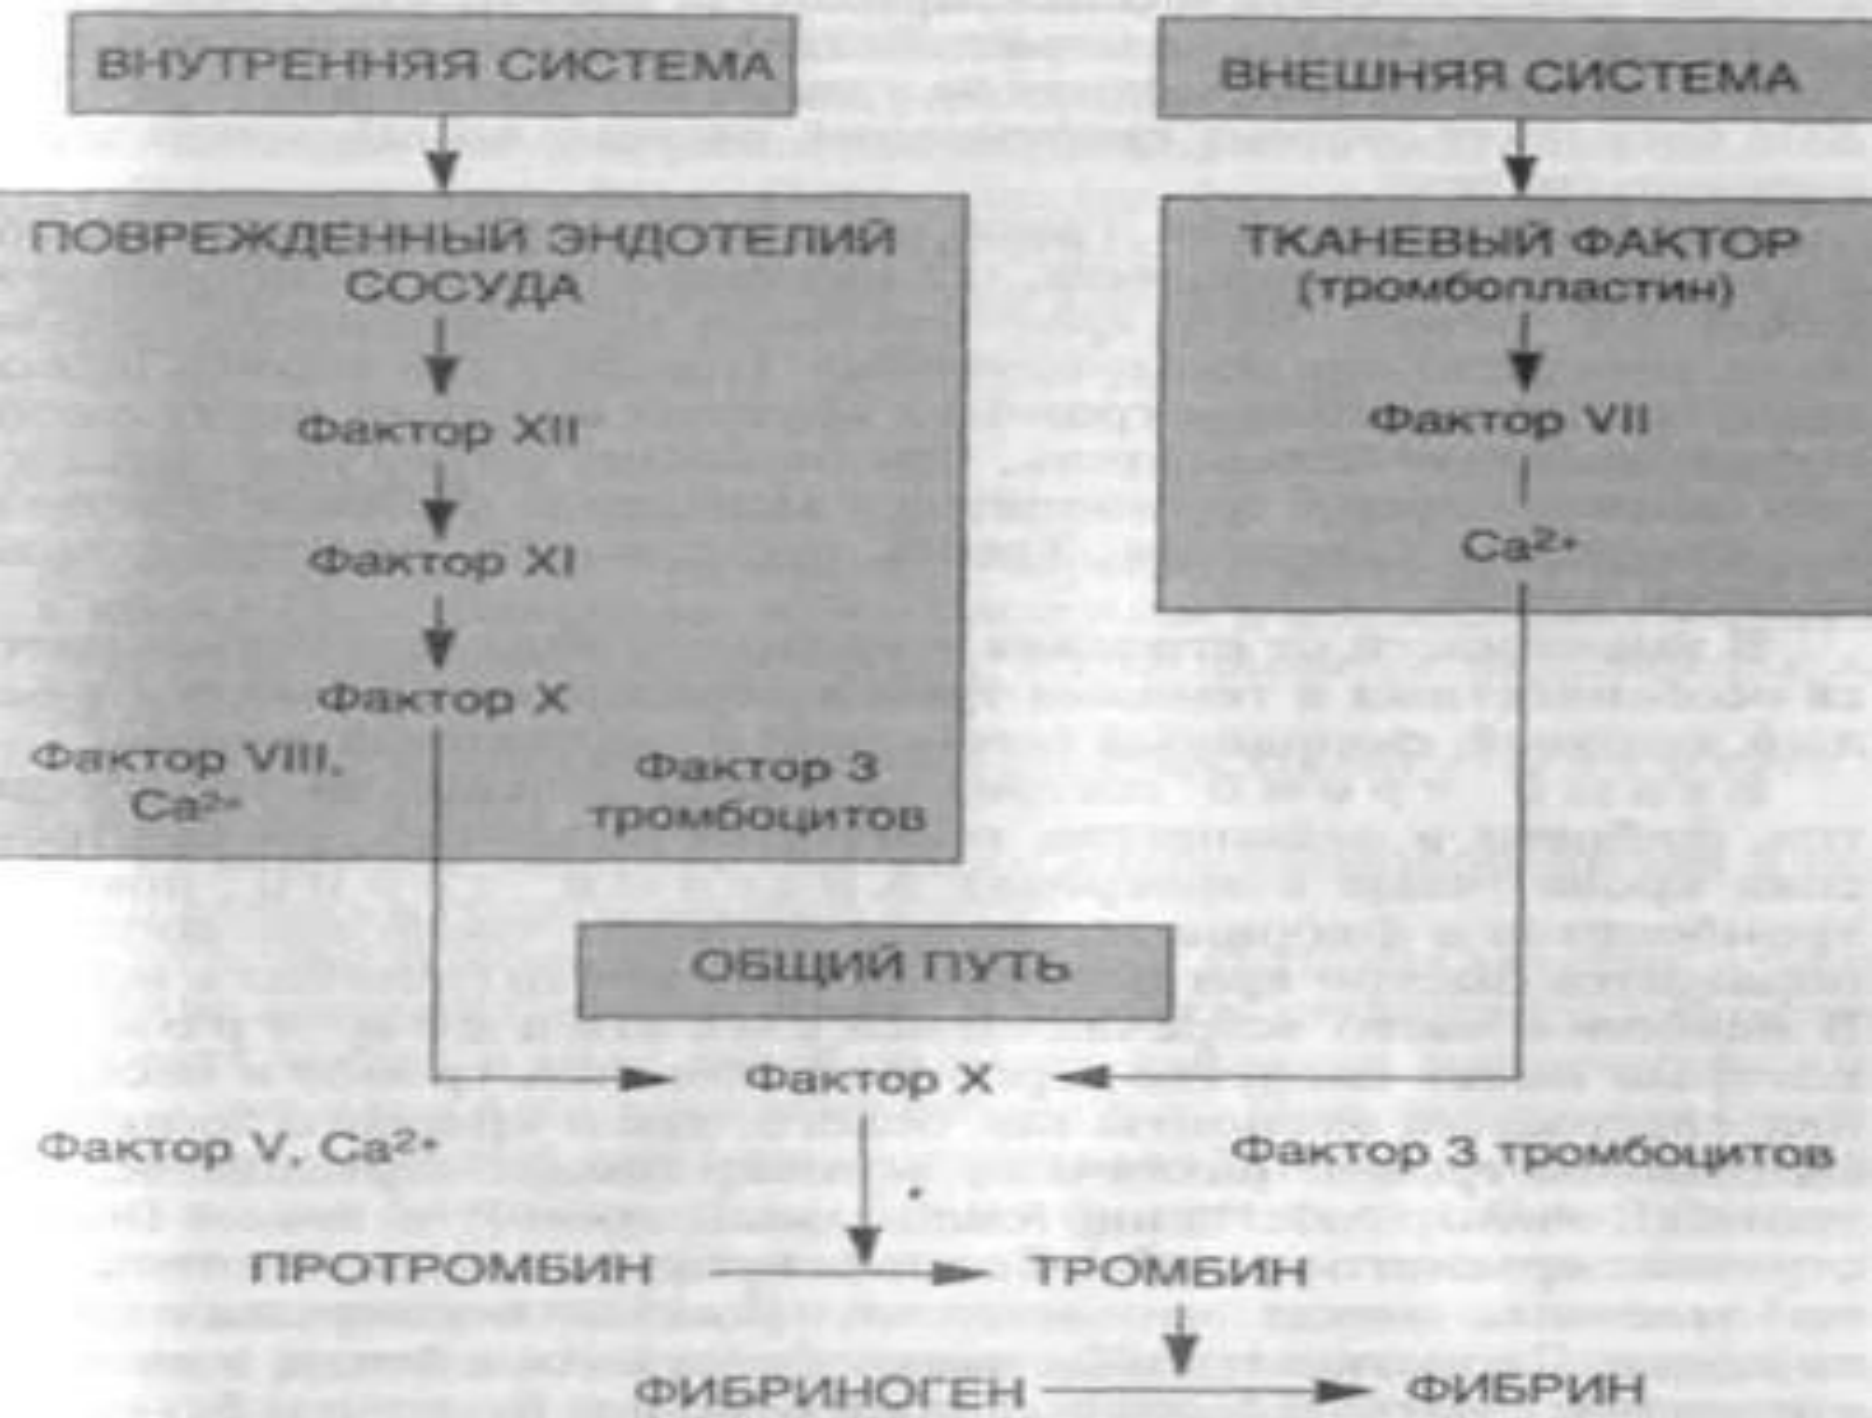 ВНУТРЕННЯЯ СИСТЕМА
ВНЕШНЯЯ СИСТЕМА
ПОВРЕЖДЕННЫЙ ЭНДОТЕЛИЙ
СОСУДА
Фактор XII
Фактор XI
Фактор X
Фактор VIII,
Ca²⁺
Фактор 3
тромбоцитов
ТКАНЕВЫЙ ФАКТОР
(тромбопластин)
Фактор VII
Ca²⁺
ОБЩИЙ ПУТЬ
Фактор X
Фактор V, Ca²⁺
Фактор 3 тромбоцитов
ПРОТРОМБИН
ТРОМБИН
ФИБРИНОГЕН
ФИБРИН